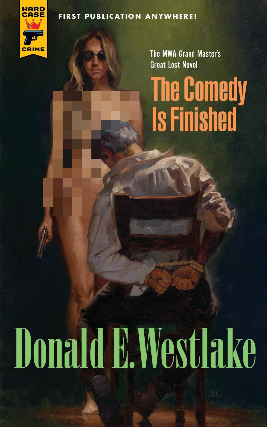 HARD
CASE
CRIME
FIRST PUBLICATION ANYWHERE!
The MWA Grand Master's
Great Lost Novel
The Comedy
Is Finished
Donald E. Westlake